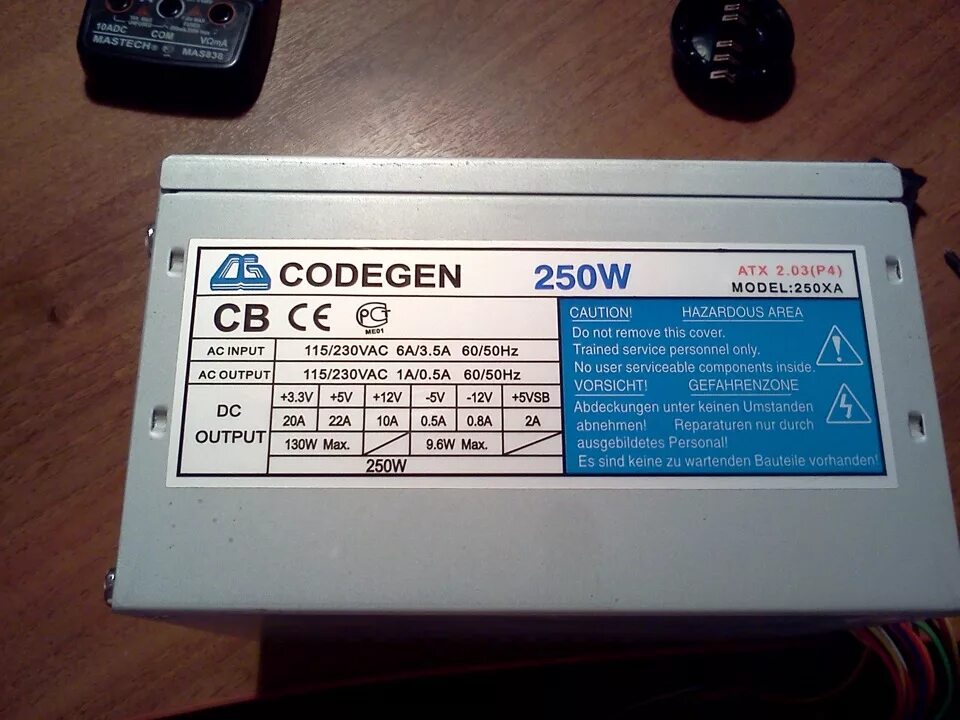 10ADC COM VΩmA
MASTECH® MAS838
CODEGEN 250W ATX 2.03(P4)
MODEL:250XA
CB CE PCT
ME01
AC INPUT 115/230VAC 6A/3.5A 60/50Hz
AC OUTPUT 115/230VAC 1A/0.5A 60/50Hz
DC OUTPUT
+3.3V +5V +12V -5V -12V +5VSB
20A 22A 10A 0.5A 0.8A 2A
130W Max. 9.6W Max.
250W
CAUTION! HAZARDOUS AREA
Do not remove this cover.
Trained service personnel only.
No user serviceable components inside.
VORSICHT! GEFAHRENZONE
Abdeckungen unter keinen Umstanden
abnehmen! Reparaturen nur durch
ausgebildetes Personal!
Es sind keine zu wartenden Bauteile vorhanden!